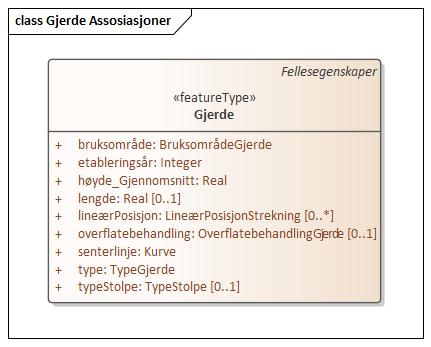 class Gjerde Assosiasjoner
Fellesegenskaper
«featureType»
Gjerde
+ bruksområde: BruksområdeGjerde
+ etableringsår: Integer
+ høyde_Gjennomsnitt: Real
+ lengde: Real [0..1]
+ lineærPosisjon: LineærPosisjonStrekning [0..*]
+ overflatebehandling: OverflatebehandlingGjerde [0..1]
+ senterlinje: Kurve
+ type: TypeGjerde
+ typeStolpe: TypeStolpe [0..1]